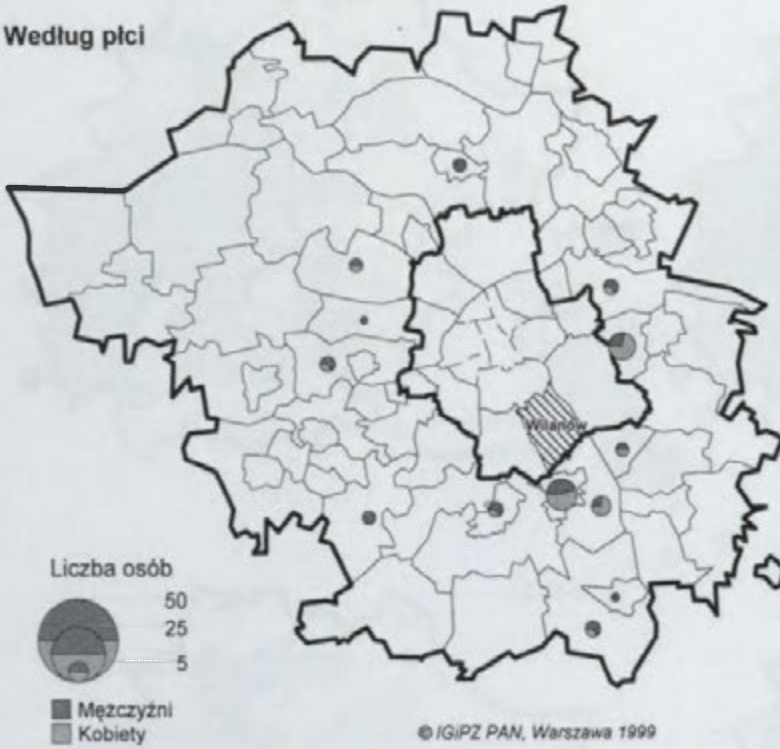 Według płci
Wilanów
Liczba osób
50
25
5
Mężczyźni
Kobiety
© IGiPZ PAN, Warszawa 1999